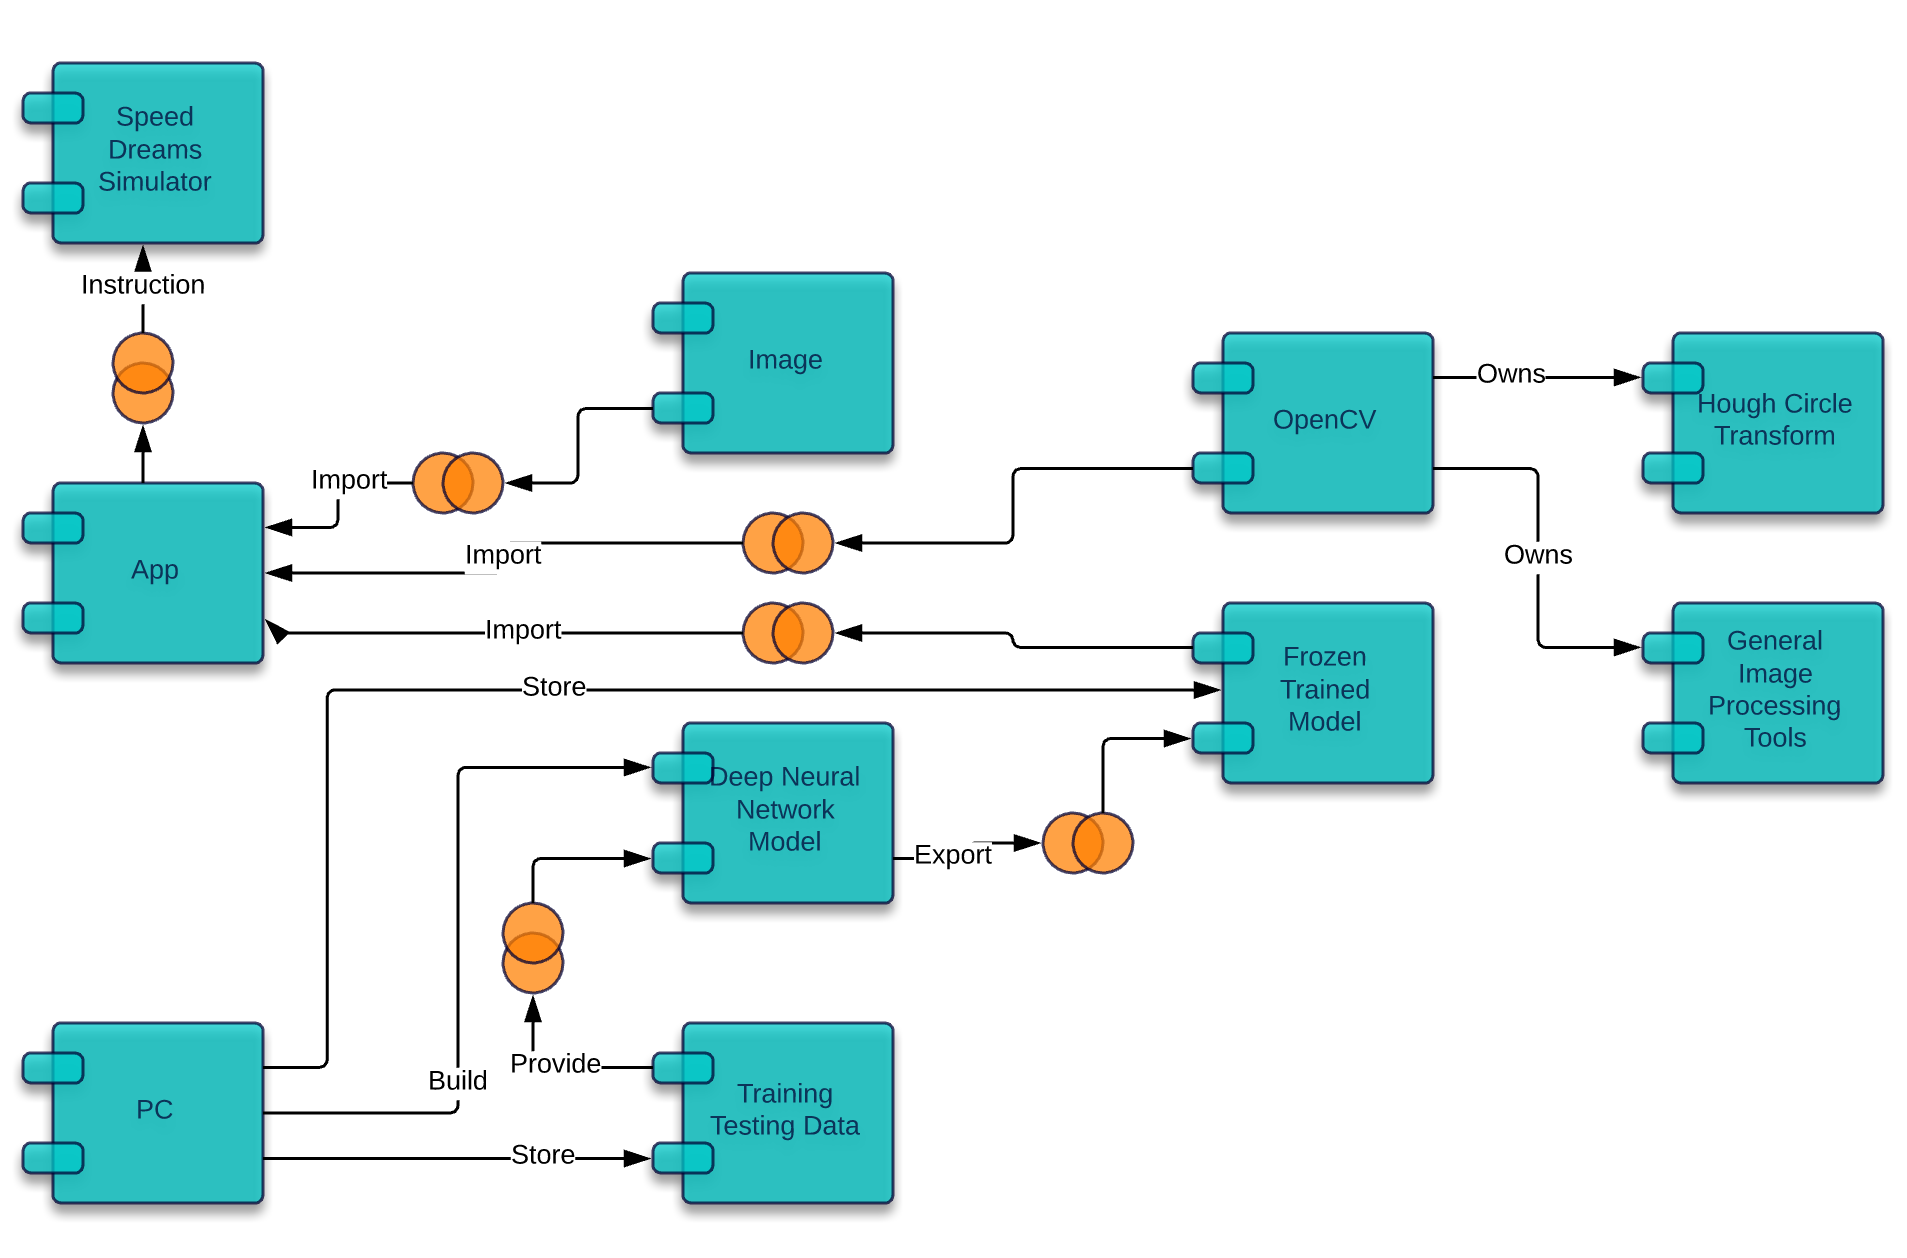 Speed
Dreams
Simulator
Instruction
Image
OpenCV
Owns
Hough Circle
Transform
Import
App
Import
Owns
Import
Frozen
Trained
Model
General
Image
Processing
Tools
Store
Deep Neural
Network
Model
Export
PC
Build
Provide
Training
Testing Data
Store